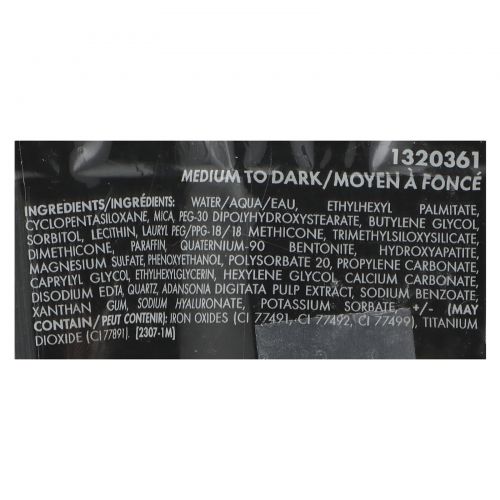 1320361
MEDIUM TO DARK/MOYEN À FONCÉ
INGREDIENTS/INGRÉDIENTS: WATER/AQUA/EAU, ETHYLHEXYL PALMITATE,
CYCLOPENTASILOXANE, MICA, PEG-30 DIPOLYHYDROXYSTEARATE, BUTYLENE GLYCOL,
SORBITOL, LECITHIN, LAURYL PEG/PPG-18/18 METHICONE, TRIMETHYLSILOXYSILICATE,
DIMETHICONE, PARAFFIN, QUATERNIUM-90 BENTONITE, HYDROXYAPATITE,
MAGNESIUM SULFATE, PHENOXYETHANOL, POLYSORBATE 20, PROPYLENE CARBONATE,
CAPRYLYL GLYCOL, ETHYLHEXYLGLYCERIN, HEXYLENE GLYCOL, CALCIUM CARBONATE,
DISODIUM EDTA, QUARTZ, ADANSONIA DIGITATA PULP EXTRACT, SODIUM BENZOATE,
XANTHAN GUM, SODIUM HYALURONATE, POTASSIUM SORBATE, +/- (MAY
CONTAIN/PEUT CONTENIR): IRON OXIDES (CI 77491, CI 77492, CI 77499), TITANIUM
DIOXIDE (CI 77891). [2307-1M]